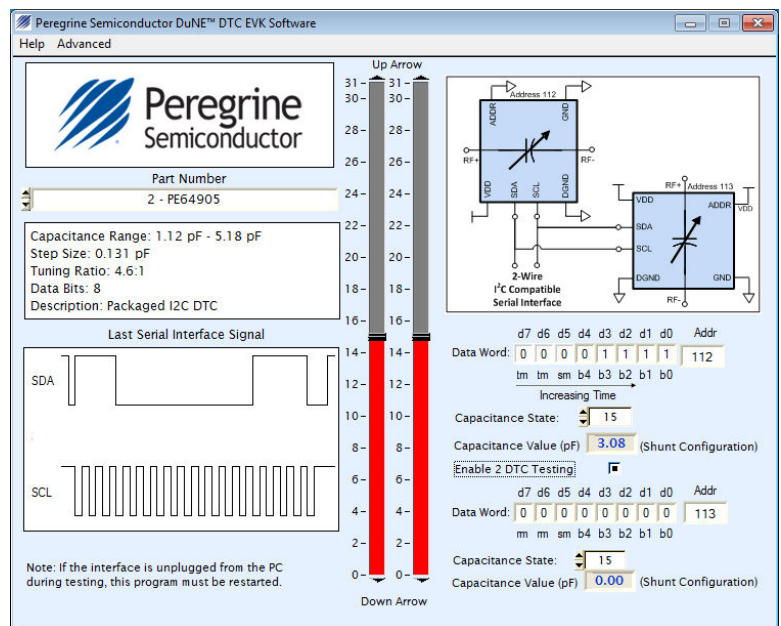 Peregrine Semiconductor DuNE™ DTC EVK Software
Help Advanced
Peregrine
Semiconductor
Part Number
2 - PE64905
Capacitance Range: 1.12 pF - 5.18 pF
Step Size: 0.131 pF
Tuning Ratio: 4.6:1
Data Bits: 8
Description: Packaged I2C DTC
Last Serial Interface Signal
SDA
SCL
Note: If the interface is unplugged from the PC
during testing, this program must be restarted.
Up Arrow
31- 31-
30- 30-
28- 28-
26- 26-
24- 24-
22- 22-
20- 20-
18- 18-
16- 16-
14- 14-
12- 12-
10- 10-
8- 8-
6- 6-
4- 4-
2- 2-
0- 0-
Down Arrow
Address 112
ADDR
GND
RF+
RF-
VDD
SDA
SCL
DGND
RF+
Address 113
VDD
ADDR
VDD
SDA
SCL
DGND
GND
RF-
2-Wire
I²C Compatible
Serial Interface
d7 d6 d5 d4 d3 d2 d1 d0 Addr
Data Word: 0 0 0 0 1 1 1 1 112
tm tm sm b4 b3 b2 b1 b0
Increasing Time
Capacitance State: 15
Capacitance Value (pF) 3.08 (Shunt Configuration)
Enable 2 DTC Testing
d7 d6 d5 d4 d3 d2 d1 d0 Addr
Data Word: 0 0 0 0 0 0 0 0 113
rm rm sm b4 b3 b2 b1 b0
Capacitance State: 15
Capacitance Value (pF) 0.00 (Shunt Configuration)